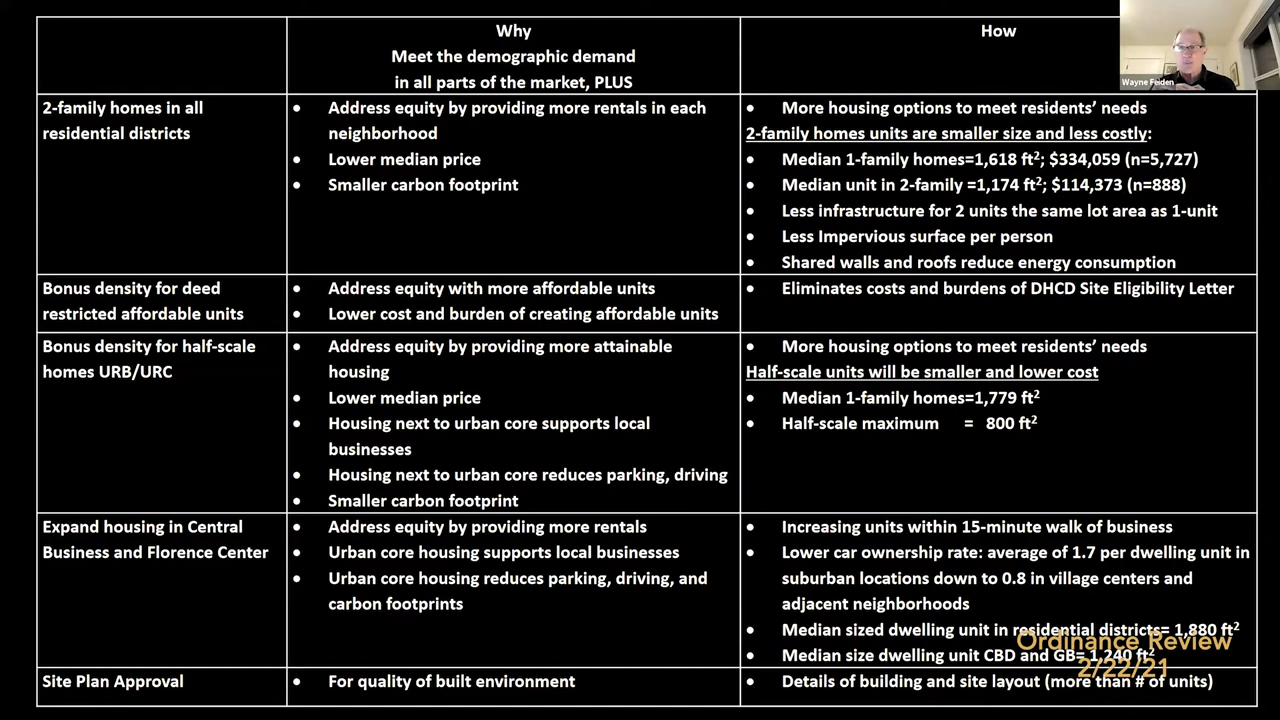 Why
Meet the demographic demand
in all parts of the market, PLUS
How
Wayne Feiden
2-family homes in all
residential districts
• Address equity by providing more rentals in each
neighborhood
• Lower median price
• Smaller carbon footprint
• More housing options to meet residents’ needs
2-family homes units are smaller size and less costly:
• Median 1-family homes=1,618 ft²; $334,059 (n=5,727)
• Median unit in 2-family =1,174 ft²; $114,373 (n=888)
• Less infrastructure for 2 units the same lot area as 1-unit
• Less Impervious surface per person
• Shared walls and roofs reduce energy consumption
Bonus density for deed
restricted affordable units
• Address equity with more affordable units
• Lower cost and burden of creating affordable units
• Eliminates costs and burdens of DHCD Site Eligibility Letter
Bonus density for half-scale
homes URB/URC
• Address equity by providing more attainable
housing
• Lower median price
• Housing next to urban core supports local
businesses
• Housing next to urban core reduces parking, driving
• Smaller carbon footprint
• More housing options to meet residents’ needs
Half-scale units will be smaller and lower cost
• Median 1-family homes=1,779 ft²
• Half-scale maximum = 800 ft²
Expand housing in Central
Business and Florence Center
• Address equity by providing more rentals
• Urban core housing supports local businesses
• Urban core housing reduces parking, driving, and
carbon footprints
• Increasing units within 15-minute walk of business
• Lower car ownership rate: average of 1.7 per dwelling unit in
suburban locations down to 0.8 in village centers and
adjacent neighborhoods
• Median sized dwelling unit in residential districts= 1,880 ft²
• Median size dwelling unit CBD and GB= 1,240 ft²
Ordinance Review
2/22/21
Site Plan Approval
• For quality of built environment
• Details of building and site layout (more than # of units)